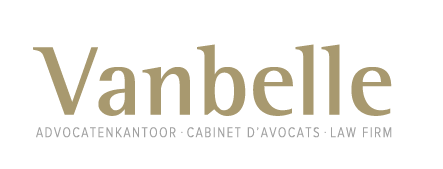 Vanbelle
ADVOCATENKANTOOR · CABINET D'AVOCATS · LAW FIRM